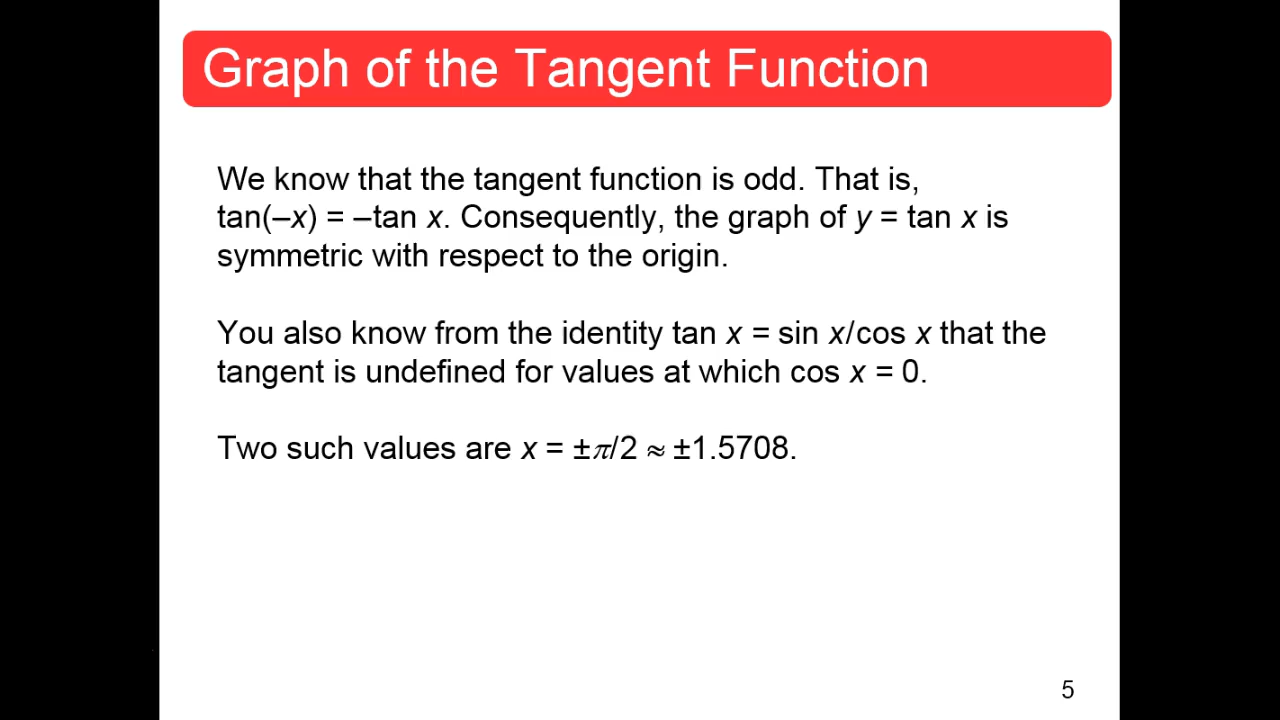 Graph of the Tangent Function
We know that the tangent function is odd. That is,
tan(–x) = –tan x. Consequently, the graph of y = tan x is
symmetric with respect to the origin.
You also know from the identity tan x = sin x/cos x that the
tangent is undefined for values at which cos x = 0.
Two such values are x = ±π/2 ≈ ±1.5708.
5